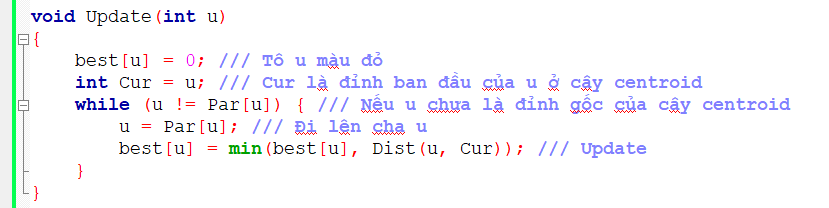 void Update(int u)
{
best[u] = 0; /// Tô u màu đỏ
int Cur = u; /// Cur là đỉnh ban đầu của u ở cây centroid
while (u != Par[u]) { /// Nếu u chưa là đỉnh gốc của cây centroid
u = Par[u]; /// Đi lên cha u
best[u] = min(best[u], Dist(u, Cur)); /// Update
}
}